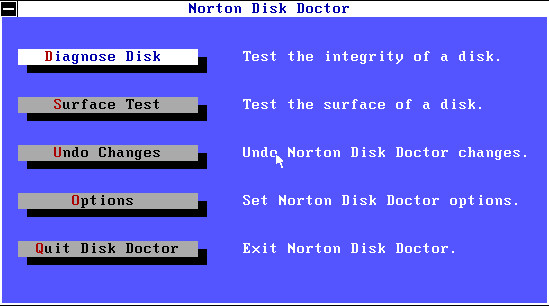 Norton Disk Doctor
Diagnose Disk Test the integrity of a disk.
Surface Test Test the surface of a disk.
Undo Changes Undo Norton Disk Doctor changes.
Options Set Norton Disk Doctor options.
Quit Disk Doctor Exit Norton Disk Doctor.